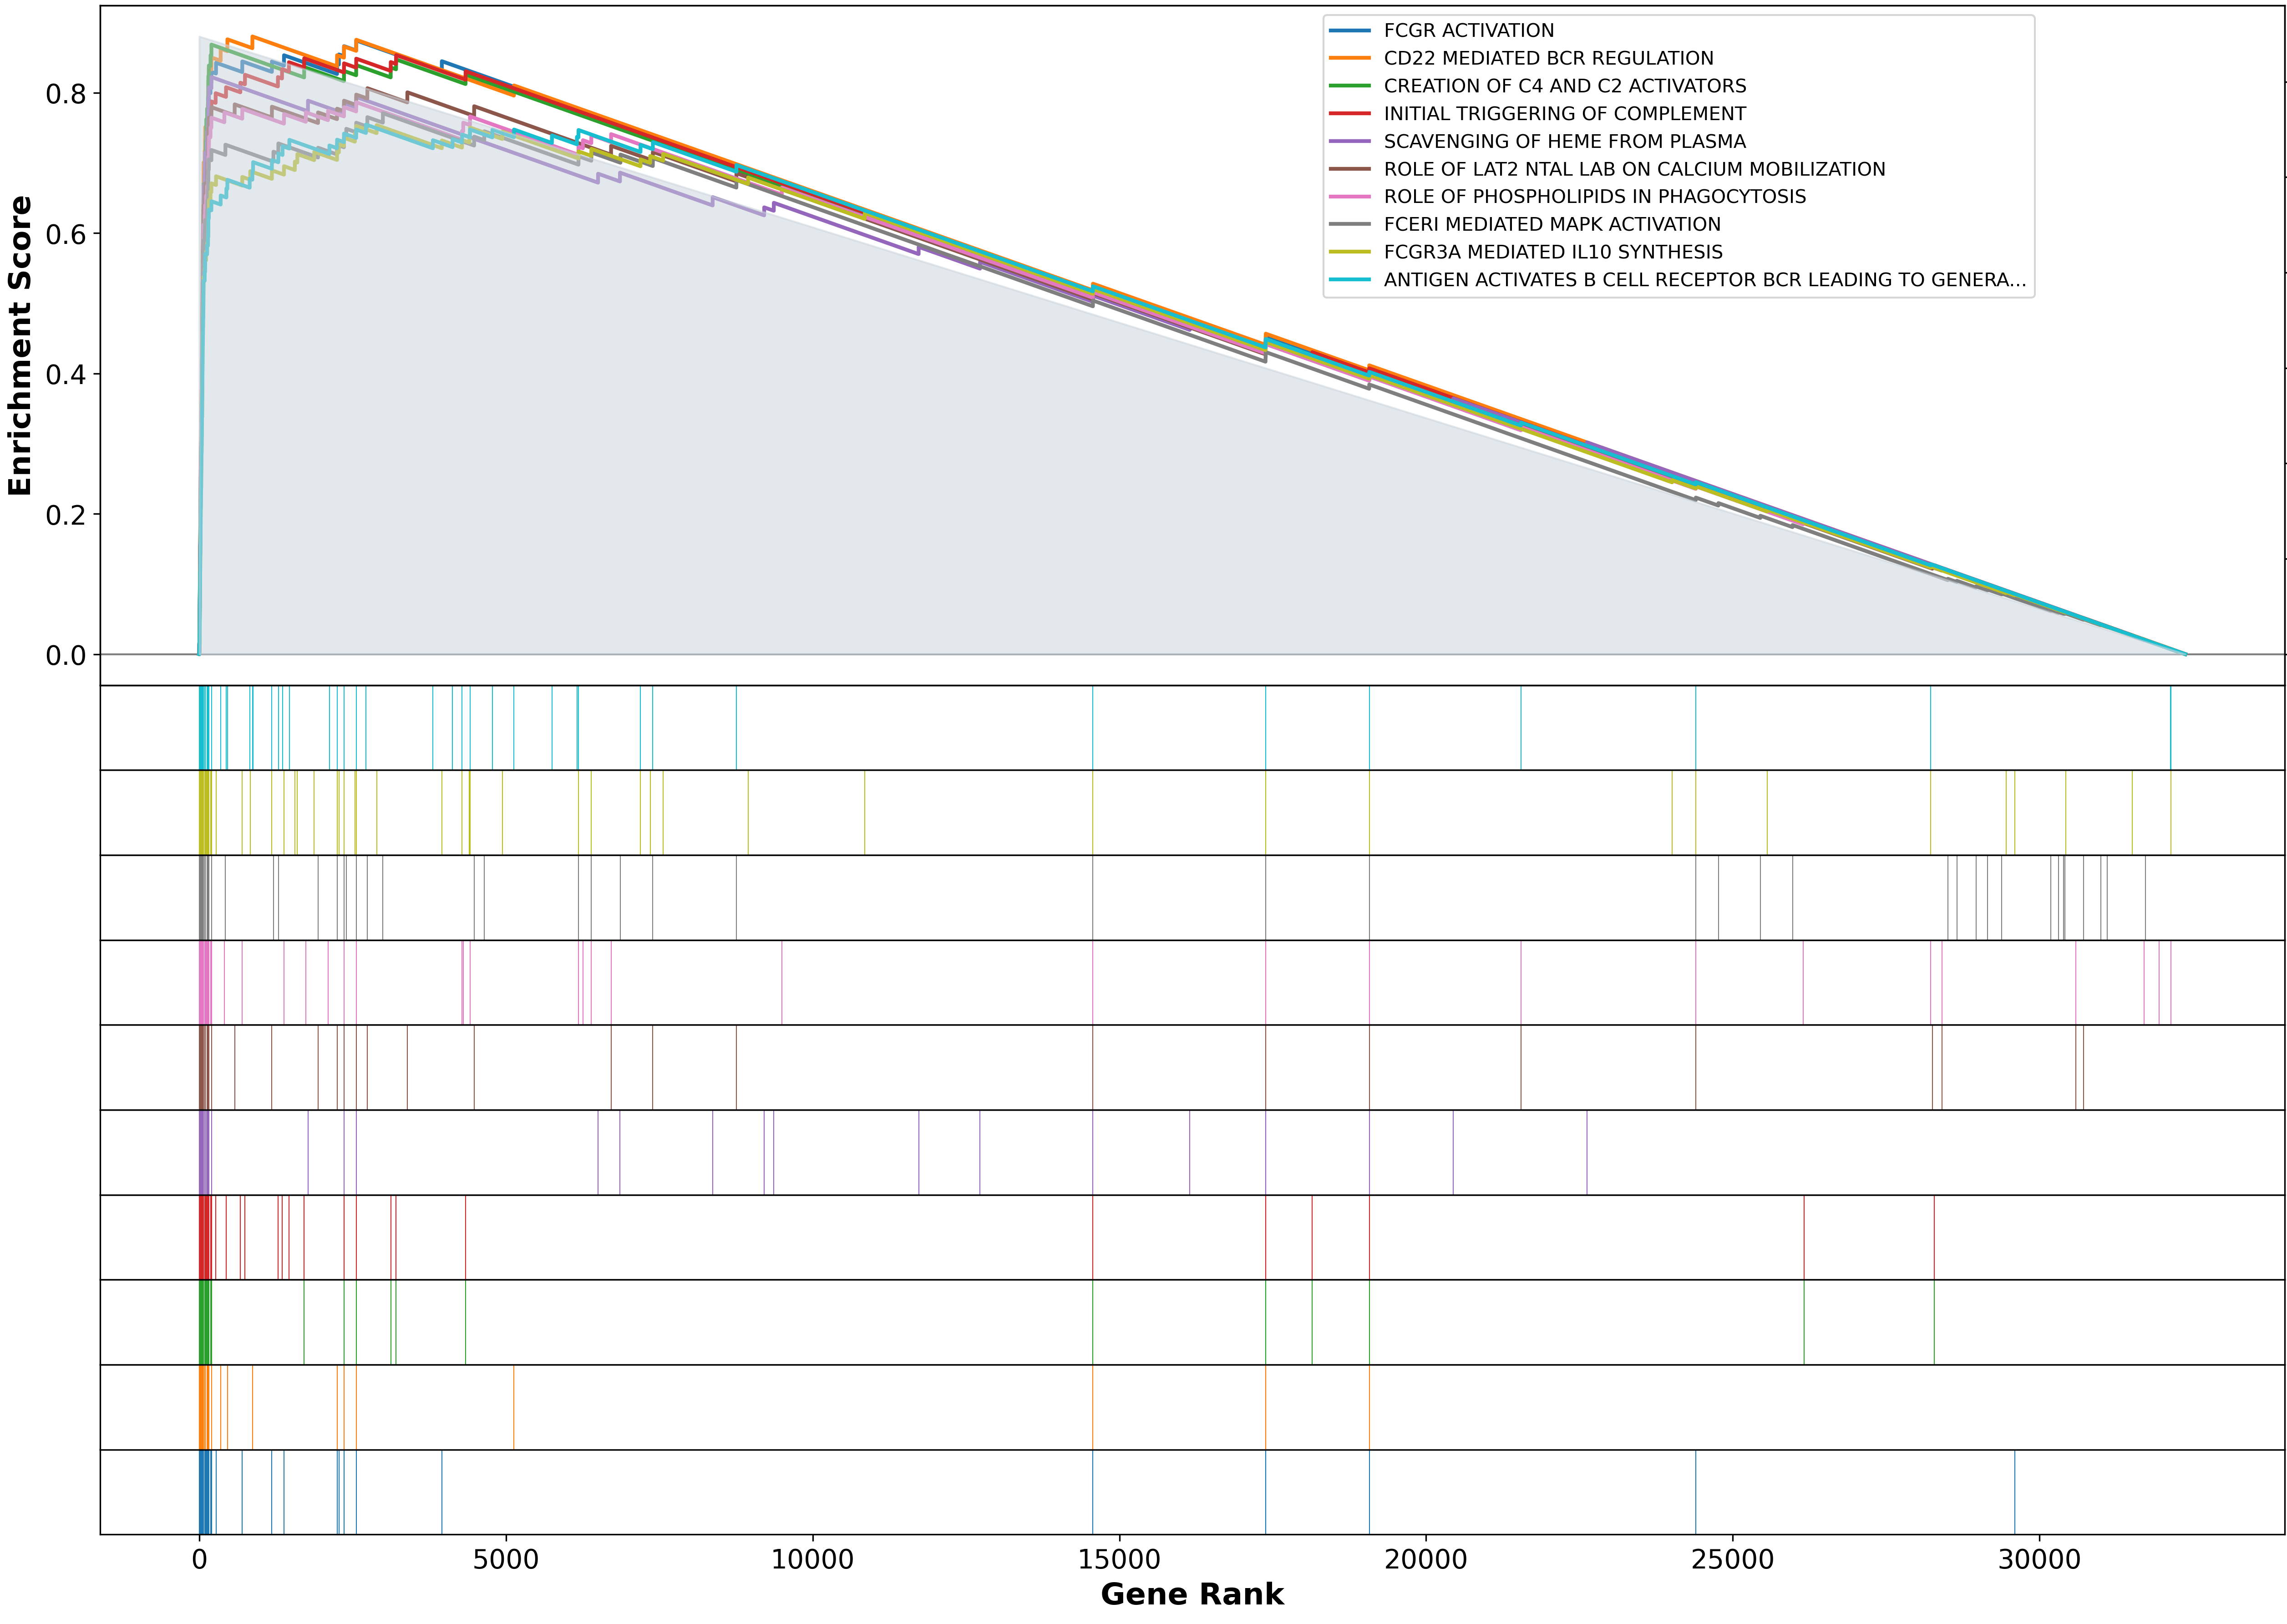 FCGR ACTIVATION
CD22 MEDIATED BCR REGULATION
CREATION OF C4 AND C2 ACTIVATORS
INITIAL TRIGGERING OF COMPLEMENT
SCAVENGING OF HEME FROM PLASMA
ROLE OF LAT2 NTAL LAB ON CALCIUM MOBILIZATION
ROLE OF PHOSPHOLIPIDS IN PHAGOCYTOSIS
FCERI MEDIATED MAPK ACTIVATION
FCGR3A MEDIATED IL10 SYNTHESIS
ANTIGEN ACTIVATES B CELL RECEPTOR BCR LEADING TO GENERA...
Enrichment Score
0.8
0.6
0.4
0.2
0.0
0 5000 10000 15000 20000 25000 30000
Gene Rank